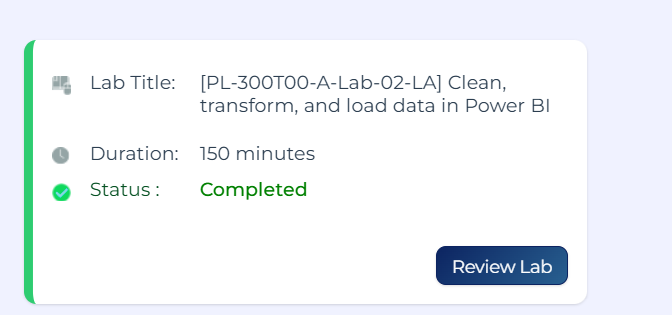 Lab Title: [PL-300T00-A-Lab-02-LA] Clean,
transform, and load data in Power BI
Duration: 150 minutes
Status : Completed
Review Lab